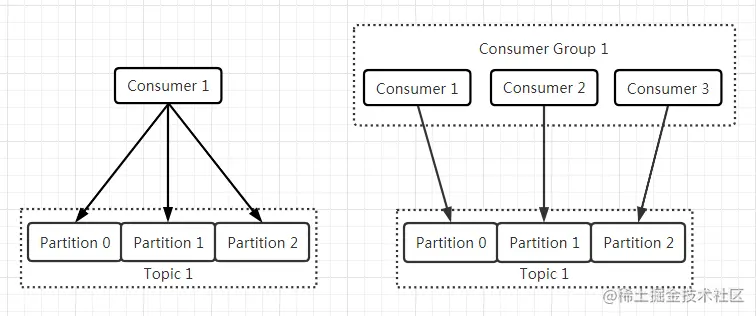 Consumer 1
Partition 0 Partition 1 Partition 2
Topic 1
Consumer Group 1
Consumer 1 Consumer 2 Consumer 3
Partition 0 Partition 1 Partition 2
Topic 1
@稀土掘金技术社区